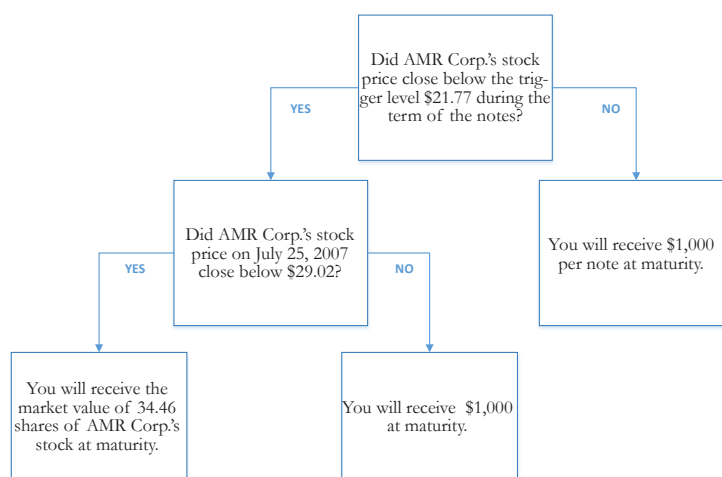 Did AMR Corp.'s stock
price close below the trig-
ger level $21.77 during the
term of the notes?
YES
NO
Did AMR Corp.'s stock
price on July 25, 2007
close below $29.02?
You will receive $1,000
per note at maturity.
YES
NO
You will receive the
market value of 34.46
shares of AMR Corp.'s
stock at maturity.
You will receive $1,000
at maturity.